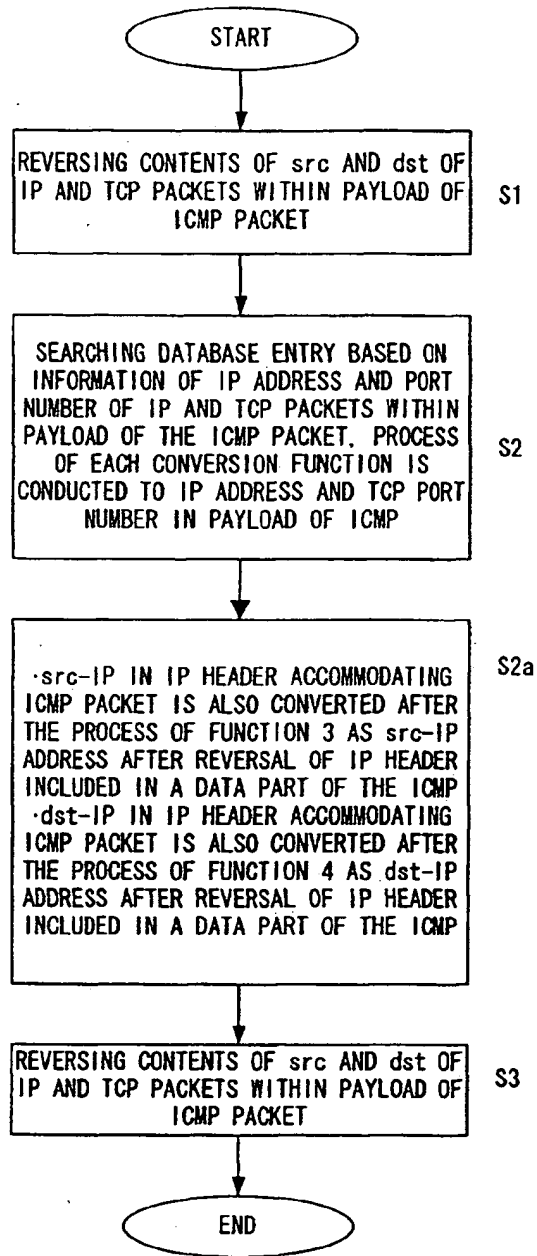 START
REVERSING CONTENTS OF src AND dst OF
IP AND TCP PACKETS WITHIN PAYLOAD OF
ICMP PACKET
S1
SEARCHING DATABASE ENTRY BASED ON
INFORMATION OF IP ADDRESS AND PORT
NUMBER OF IP AND TCP PACKETS WITHIN
PAYLOAD OF THE ICMP PACKET. PROCESS
OF EACH CONVERSION FUNCTION IS
CONDUCTED TO IP ADDRESS AND TCP PORT
NUMBER IN PAYLOAD OF ICMP
S2
·src-IP IN IP HEADER ACCOMMODATING
ICMP PACKET IS ALSO CONVERTED AFTER
THE PROCESS OF FUNCTION 3 AS src-IP
ADDRESS AFTER REVERSAL OF IP HEADER
INCLUDED IN A DATA PART OF THE ICMP
·dst-IP IN IP HEADER ACCOMMODATING
ICMP PACKET IS ALSO CONVERTED AFTER
THE PROCESS OF FUNCTION 4 AS dst-IP
ADDRESS AFTER REVERSAL OF IP HEADER
INCLUDED IN A DATA PART OF THE ICMP
S2a
REVERSING CONTENTS OF src AND dst OF
IP AND TCP PACKETS WITHIN PAYLOAD OF
ICMP PACKET
S3
END